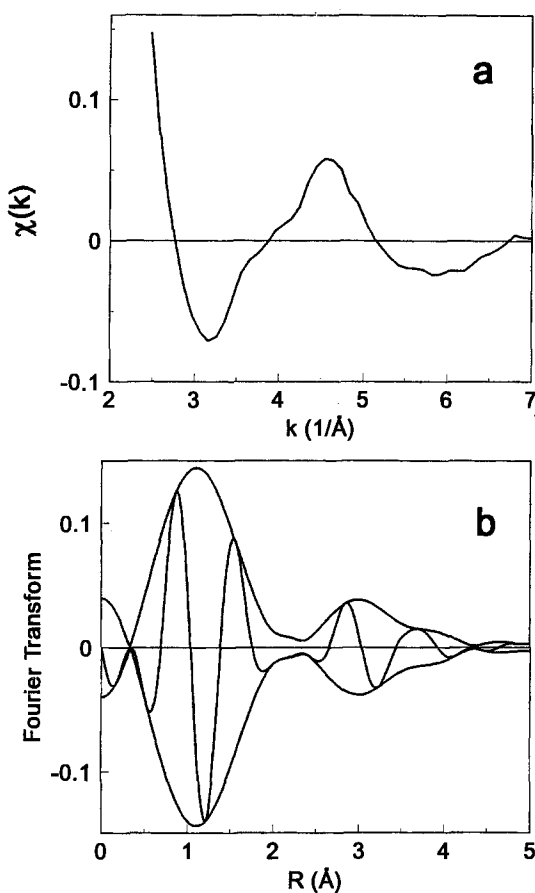 a
0.1
0
-0.1
χ(k)
2 3 4 5 6 7
k (1/Å)
b
0.1
0
-0.1
Fourier Transform
0 1 2 3 4 5
R (Å)